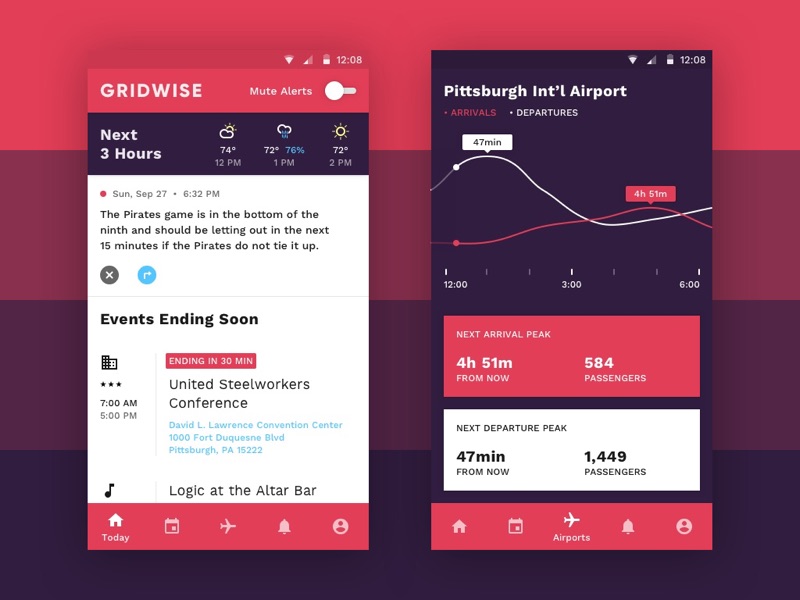 12:08
GRIDWISE
Mute Alerts
Next
3 Hours
74°
12 PM
72° 76%
1 PM
72°
2 PM
Sun, Sep 27 • 6:32 PM
The Pirates game is in the bottom of the
ninth and should be letting out in the next
15 minutes if the Pirates do not tie it up.
Events Ending Soon
7:00 AM
5:00 PM
ENDING IN 30 MIN
United Steelworkers
Conference
David L. Lawrence Convention Center
1000 Fort Duquesne Blvd
Pittsburgh, PA 15222
Logic at the Altar Bar
Today
12:08
Pittsburgh Int'l Airport
• ARRIVALS • DEPARTURES
47min
4h 51m
12:00 3:00 6:00
NEXT ARRIVAL PEAK
4h 51m 584
FROM NOW PASSENGERS
NEXT DEPARTURE PEAK
47min 1,449
FROM NOW PASSENGERS
Airports